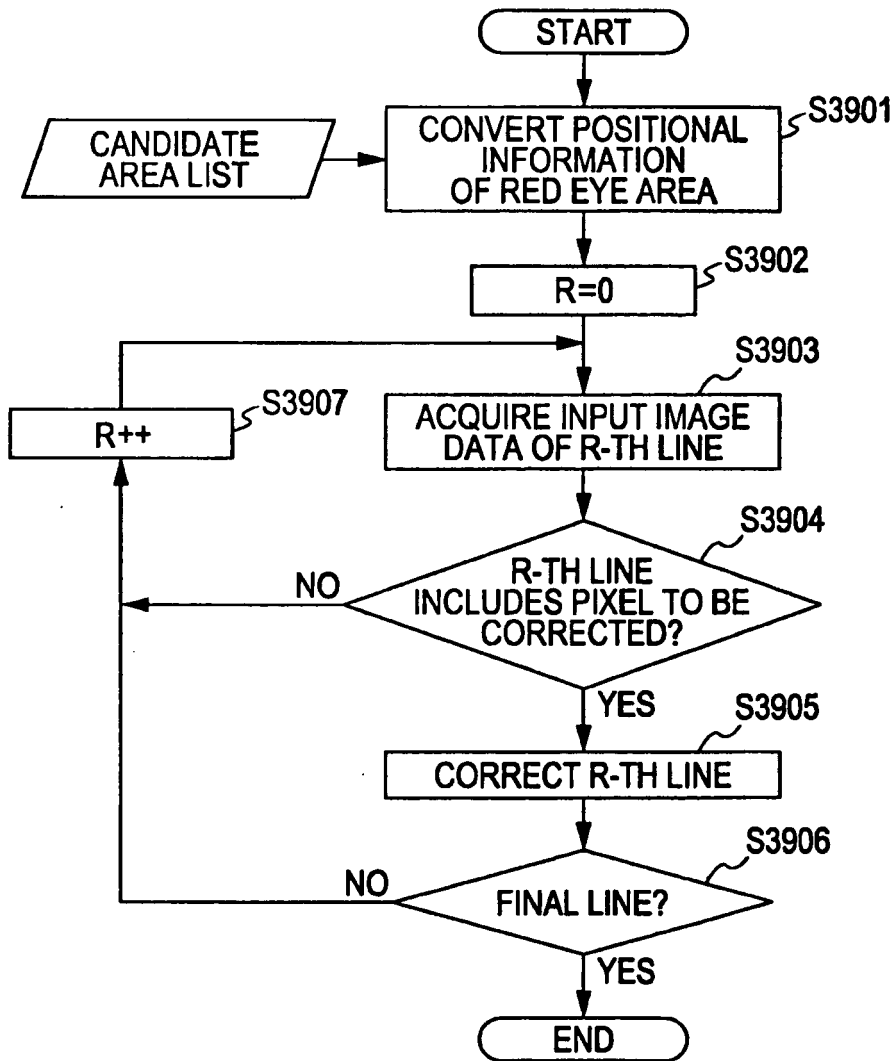 START
CANDIDATE
AREA LIST
CONVERT POSITIONAL
INFORMATION
OF RED EYE AREA
S3901
R=0
S3902
ACQUIRE INPUT IMAGE
DATA OF R-TH LINE
S3903
R++
S3907
R-TH LINE
INCLUDES PIXEL TO BE
CORRECTED?
S3904
NO
YES
CORRECT R-TH LINE
S3905
FINAL LINE?
S3906
NO
YES
END